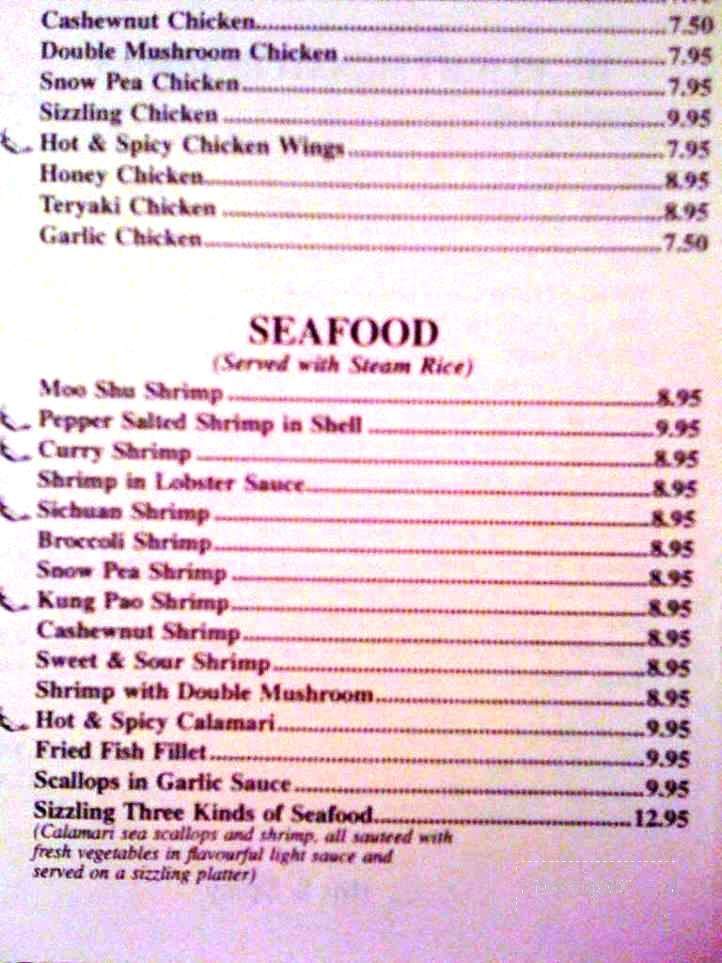 Cashewnut Chicken..........7.50
Double Mushroom Chicken..........7.95
Snow Pea Chicken..........7.95
Sizzling Chicken..........9.95
Hot & Spicy Chicken Wings..........7.95
Honey Chicken..........8.95
Teryaki Chicken..........8.95
Garlic Chicken..........7.50
SEAFOOD
(Served with Steam Rice)
Moo Shu Shrimp..........8.95
Pepper Salted Shrimp in Shell..........9.95
Curry Shrimp..........8.95
Shrimp in Lobster Sauce..........8.95
Sichuan Shrimp..........8.95
Broccoli Shrimp..........8.95
Snow Pea Shrimp..........8.95
Kung Pao Shrimp..........8.95
Cashewnut Shrimp..........8.95
Sweet & Sour Shrimp..........8.95
Shrimp with Double Mushroom..........8.95
Hot & Spicy Calamari..........9.95
Fried Fish Fillet..........9.95
Scallops in Garlic Sauce..........9.95
Sizzling Three Kinds of Seafood..........12.95
(Calamari sea scallops and shrimp, all sauteed with
fresh vegetables in flavourful light sauce and
served on a sizzling platter)